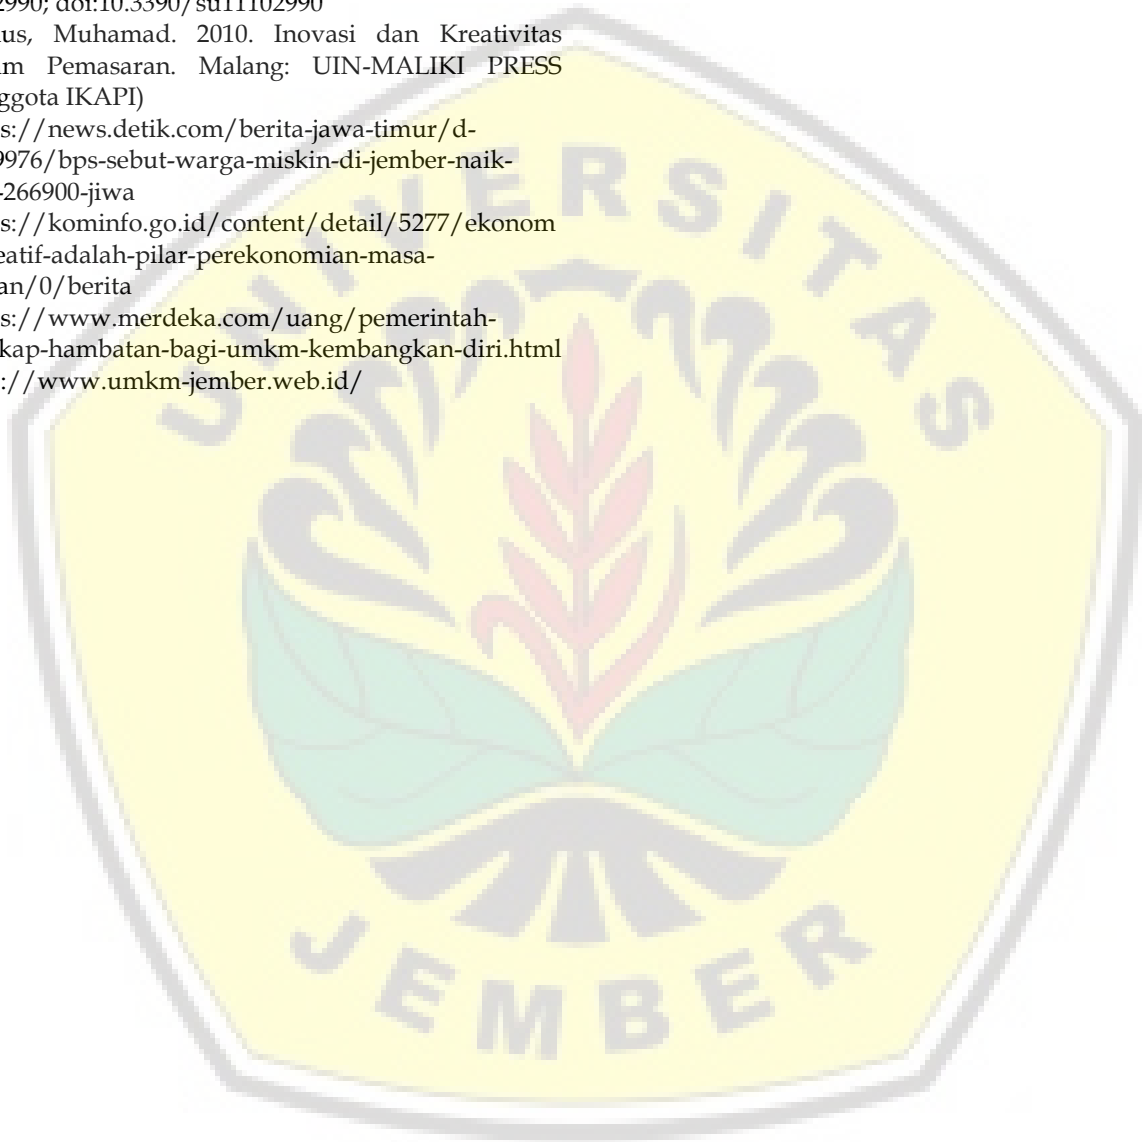 2990; doi:10.3390/su11102990
us, Muhamad. 2010. Inovasi dan Kreativitas
m Pemasaran. Malang: UIN-MALIKI PRESS
ggota IKAPI)
s://news.detik.com/berita-jawa-timur/d-
9976/bps-sebut-warga-miskin-di-jember-naik-
-266900-jiwa
s://kominfo.go.id/content/detail/5277/ekonom
eatif-adalah-pilar-perekonomian-masa-
an/0/berita
s://www.merdeka.com/uang/pemerintah-
kap-hambatan-bagi-umkm-kembangkan-diri.html
://www.umkm-jember.web.id/
UNIVERSITAS
JEMBER